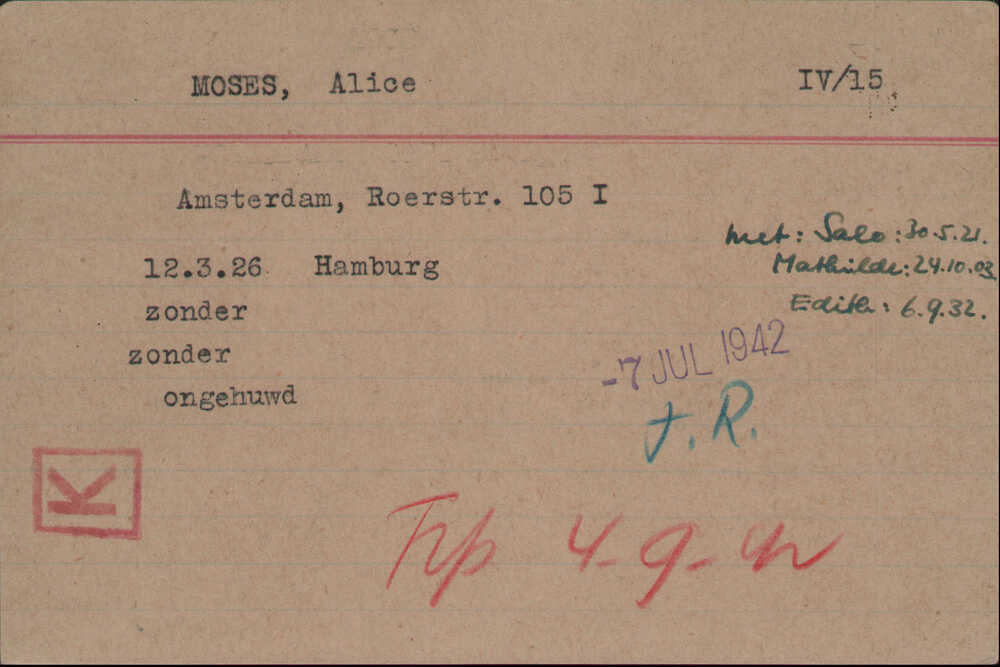 MOSES, Alice
IV/15
Amsterdam, Roerstr. 105 I
met: Salo: 30.5.21.
12.3.26 Hamburg
Mathilde: 24.10.03
zonder
Edith: 6.9.32.
zonder
-7 JUL 1942
ongehuwd
J.R.
K
Trp 4-9-42